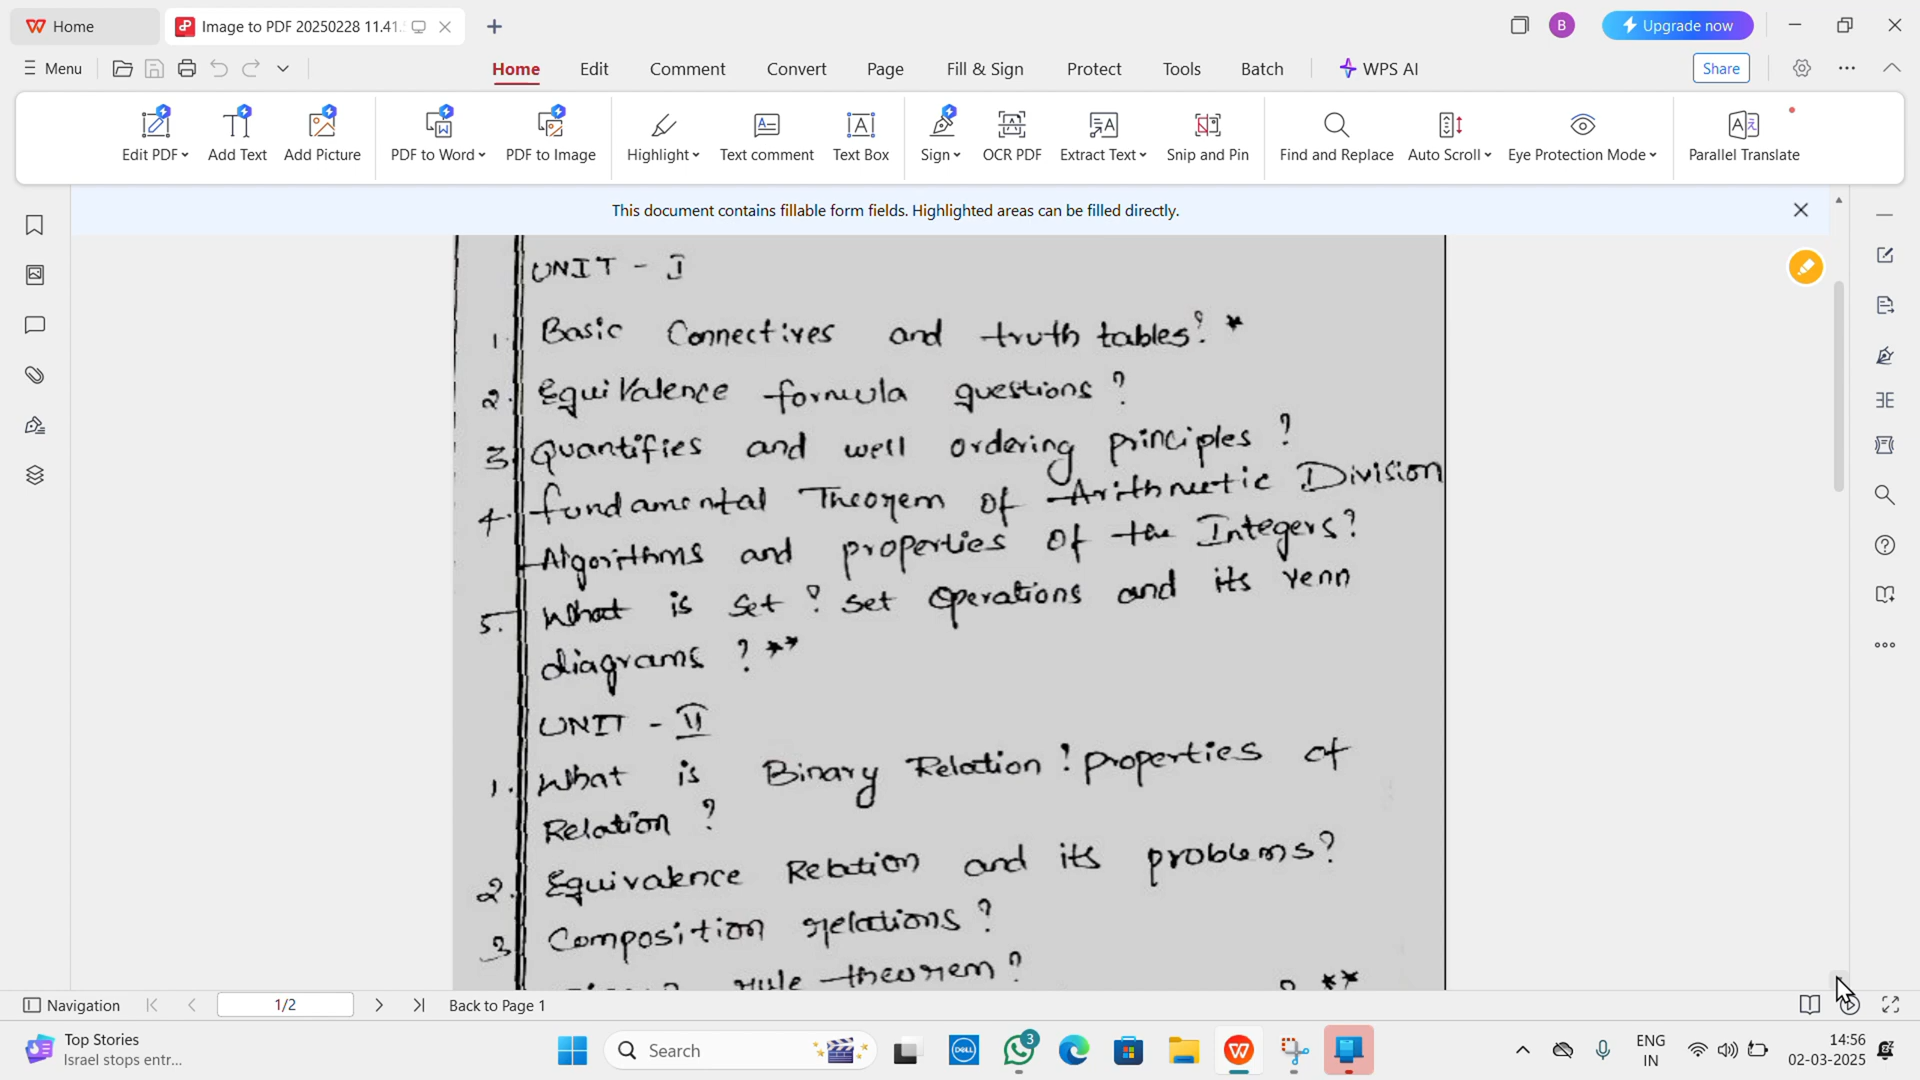 Home
Image to PDF 20250228 11.41.
B
Upgrade now
Menu
Home
Edit
Comment
Convert
Page
Fill & Sign
Protect
Tools
Batch
WPS AI
Share
Edit PDF
Add Text
Add Picture
PDF to Word
PDF to Image
Highlight
Text comment
Text Box
Sign
OCR PDF
Extract Text
Snip and Pin
Find and Replace
Auto Scroll
Eye Protection Mode
Parallel Translate
This document contains fillable form fields. Highlighted areas can be filled directly.
UNIT - I
1. Basic Connectives and truth tables? *
2. Equivalence formula questions?
3. Quantifies and well ordering principles?
4. fundamental Theorem of Arithmetic Division
Algorithms and properties of the Integers?
5. What is set? set operations and its venn
diagrams? **
UNIT - II
1. What is Binary Relation? properties of
Relation?
2. Equivalence Relation and its problems?
3. Composition relations?
rule theorem? ? **
Navigation
1/2
Back to Page 1
Top Stories
Israel stops entr...
Search
DELL
3
ENG
IN
14:56
02-03-2025